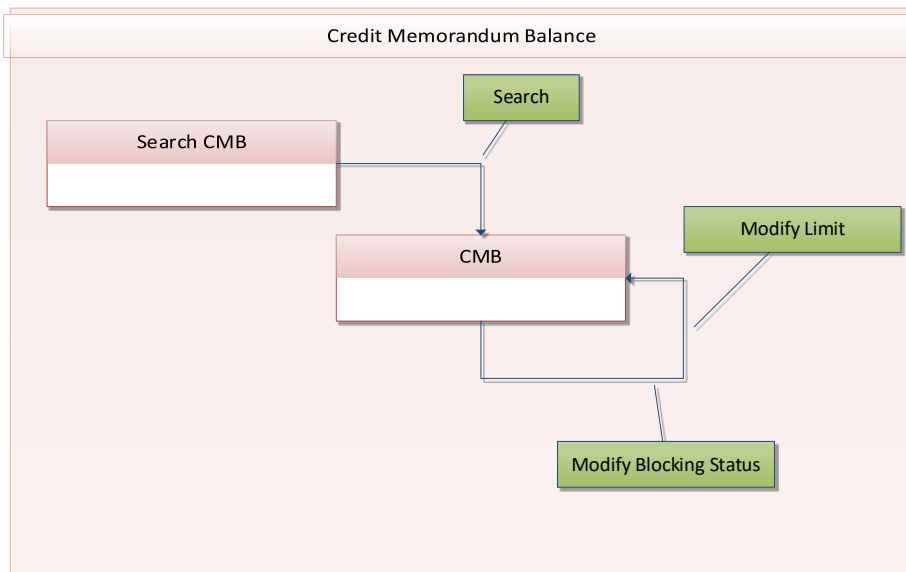 Credit Memorandum Balance
Search
Search CMB
Modify Limit
CMB
Modify Blocking Status